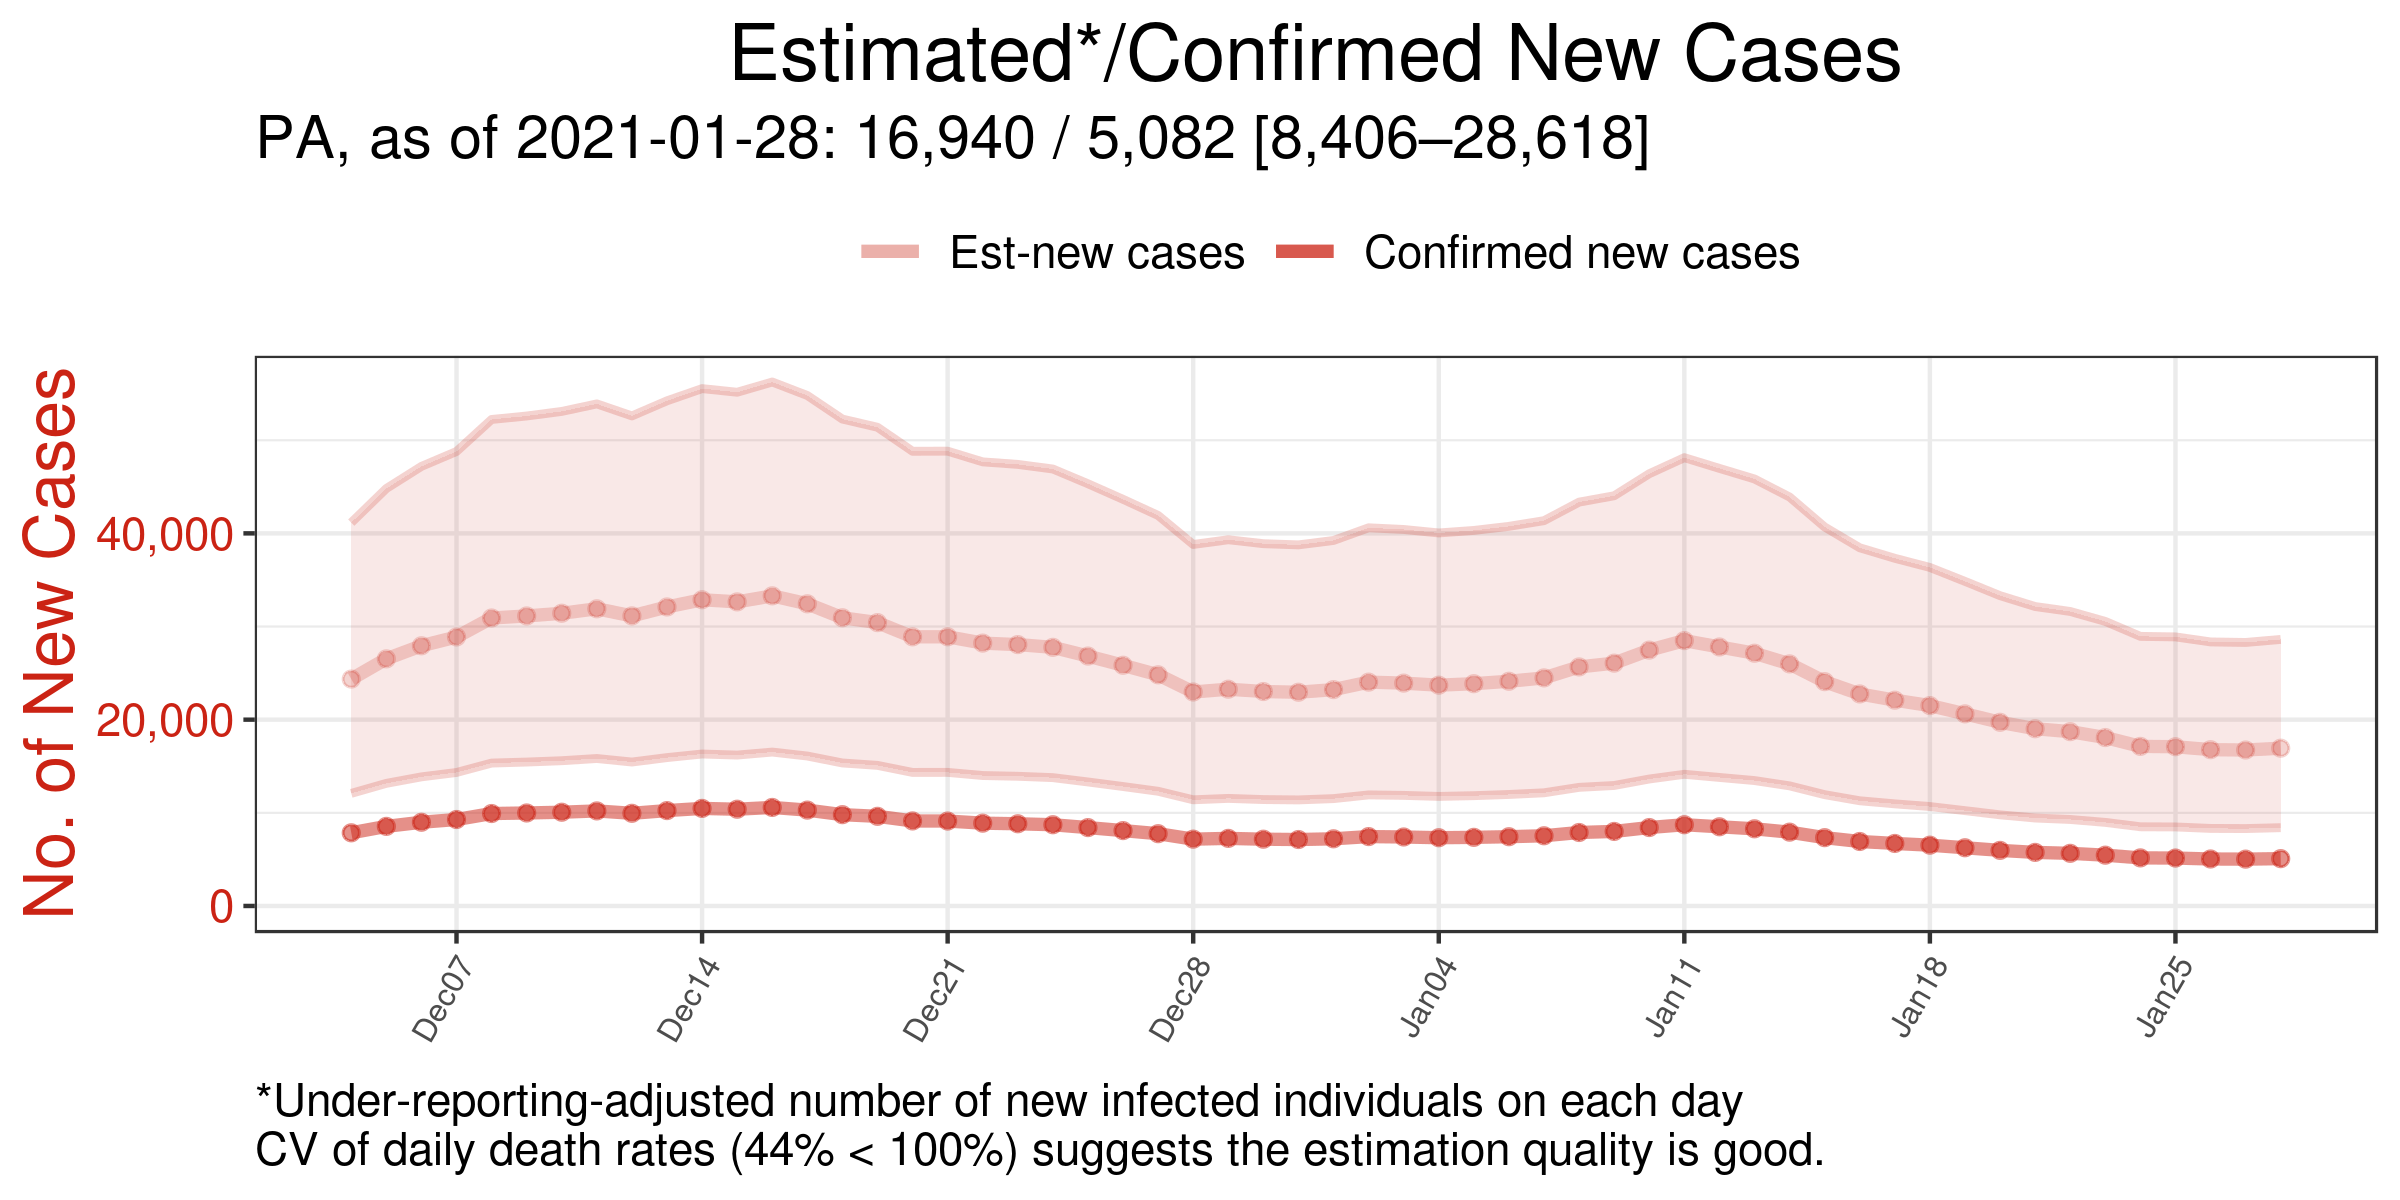 Estimated*/Confirmed New Cases
PA, as of 2021-01-28: 16,940 / 5,082 [8,406–28,618]
Est-new cases Confirmed new cases
No. of New Cases
40,000
20,000
0
Dec07 Dec14 Dec21 Dec28 Jan04 Jan11 Jan18 Jan25
*Under-reporting-adjusted number of new infected individuals on each day
CV of daily death rates (44% < 100%) suggests the estimation quality is good.